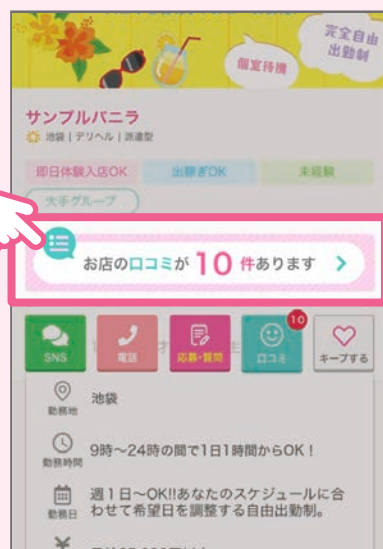 完全自由
出勤制
個室待機
サンプルバニラ
池袋 | デリヘル | 派遣型
即日体験入店OK
出稼ぎOK
未経験
大手グループ
お店の口コミが 10 件あります
SNS
電話
応募・質問
口コミ
10
キープする
勤務地
池袋
勤務時間
9時〜24時の間で1日1時間からOK！
勤務日
週1日〜OK!!あなたのスケジュールに合
わせて希望日を調整する自由出勤制。